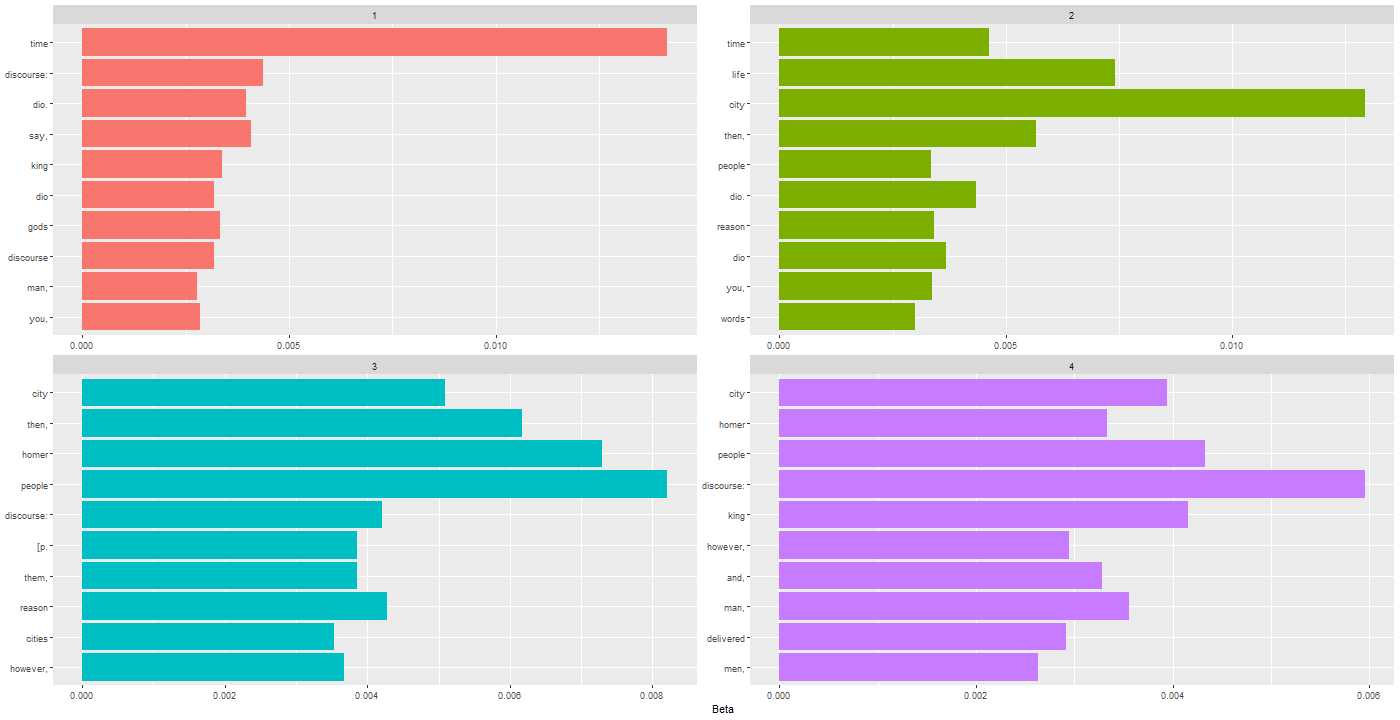 1
time
discourse:
dio.
say,
king
dio
gods
discourse
man,
you,
0.000 0.005 0.010
2
time
life
city
then,
people
dio.
reason
dio
you,
words
0.000 0.005 0.010
3
city
then,
homer
people
discourse:
[p.
them,
reason
cities
however,
0.000 0.002 0.004 0.006 0.008
4
city
homer
people
discourse:
king
however,
and,
man,
delivered
men,
0.000 0.002 0.004 0.006
Beta